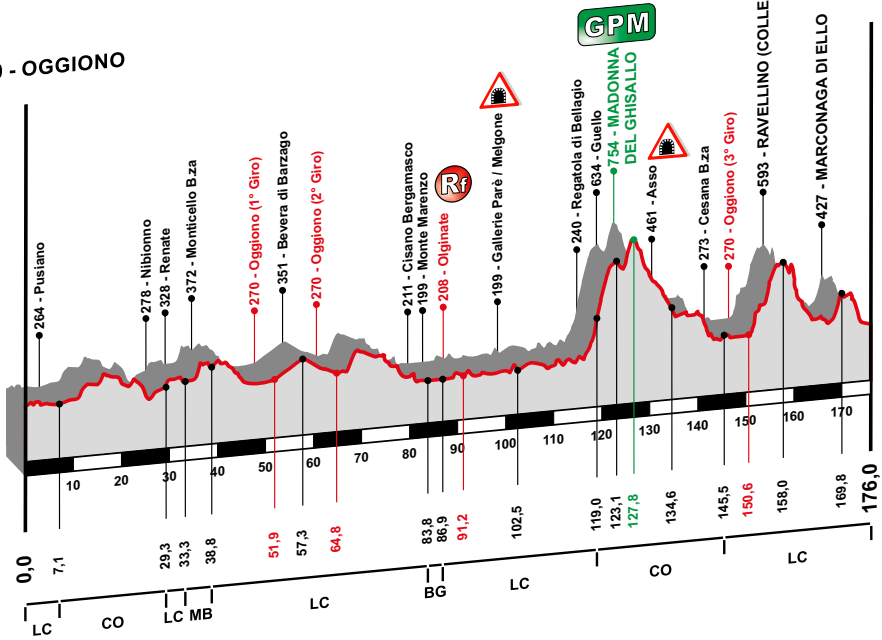 - OGGIONO
GPM
264 - Pusiano
278 - Nibionno
328 - Renate
372 - Monticello B.za
270 - Oggiono (1° Giro)
351 - Bevera di Barzago
270 - Oggiono (2° Giro)
211 - Cisano Bergamasco
199 - Monte Marenzo
Rf
208 - Olginate
199 - Gallerie Parè / Melgone
240 - Regatola di Bellagio
634 - Guello
754 - MADONNA
DEL GHISALLO
461 - Asso
273 - Cesana B.za
270 - Oggiono (3° Giro)
593 - RAVELLINO (COLLE
427 - MARCONAGA DI ELLO
10 20 30 40 50 60 70 80 90 100 110 120 130 140 150 160 170
0,0
7,1
29,3
33,3
38,8
51,9
57,3
64,8
83,8
86,9
91,2
102,5
119,0
123,1
127,8
134,6
145,5
150,6
158,0
169,8
176,0
LC CO LC MB LC BG LC CO LC